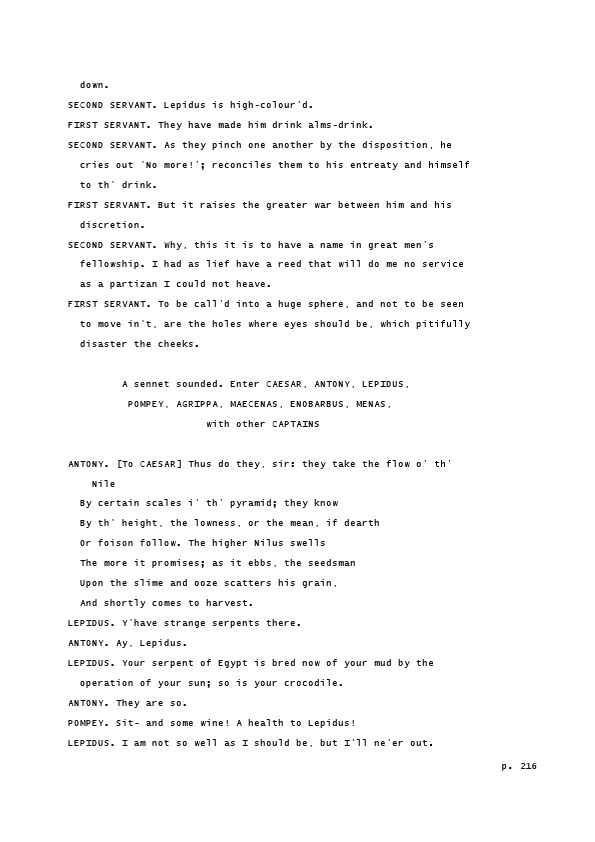 down.
SECOND SERVANT. Lepidus is high-colour'd.
FIRST SERVANT. They have made him drink alms-drink.
SECOND SERVANT. As they pinch one another by the disposition, he
cries out 'No more!'; reconciles them to his entreaty and himself
to th' drink.
FIRST SERVANT. But it raises the greater war between him and his
discretion.
SECOND SERVANT. Why, this it is to have a name in great men's
fellowship. I had as lief have a reed that will do me no service
as a partizan I could not heave.
FIRST SERVANT. To be call'd into a huge sphere, and not to be seen
to move in't, are the holes where eyes should be, which pitifully
disaster the cheeks.
A sennet sounded. Enter CAESAR, ANTONY, LEPIDUS,
POMPEY, AGRIPPA, MAECENAS, ENOBARBUS, MENAS,
with other CAPTAINS
ANTONY. [To CAESAR] Thus do they, sir: they take the flow o' th'
Nile
By certain scales i' th' pyramid; they know
By th' height, the lowness, or the mean, if dearth
Or foison follow. The higher Nilus swells
The more it promises; as it ebbs, the seedsman
Upon the slime and ooze scatters his grain,
And shortly comes to harvest.
LEPIDUS. Y'have strange serpents there.
ANTONY. Ay, Lepidus.
LEPIDUS. Your serpent of Egypt is bred now of your mud by the
operation of your sun; so is your crocodile.
ANTONY. They are so.
POMPEY. Sit- and some wine! A health to Lepidus!
LEPIDUS. I am not so well as I should be, but I'll ne'er out.
p. 216